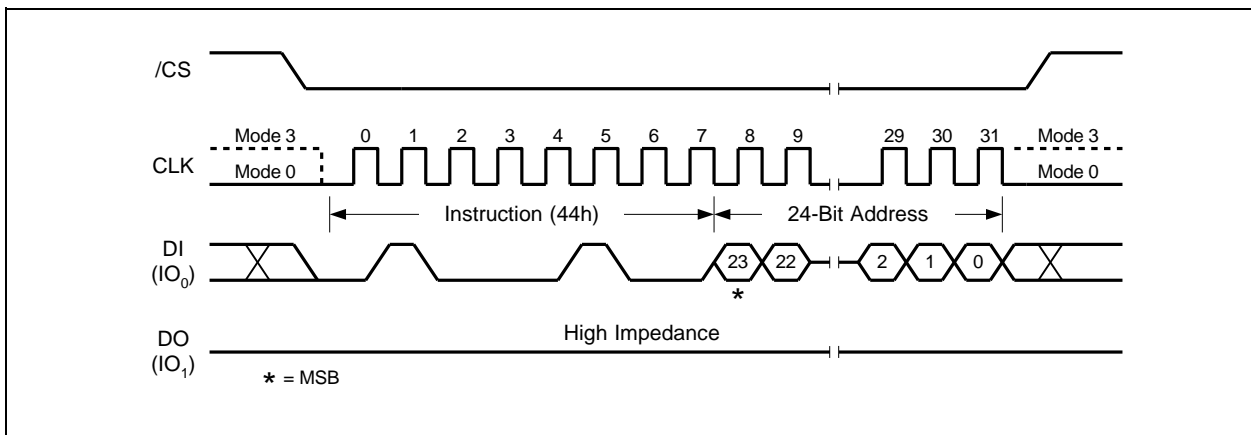 /CS
Mode 3 0 1 2 3 4 5 6 7 8 9 29 30 31 Mode 3
CLK Mode 0 Mode 0
Instruction (44h) 24-Bit Address
DI
(IO0) 23 22 2 1 0
*
High Impedance
DO
(IO1)
* = MSB